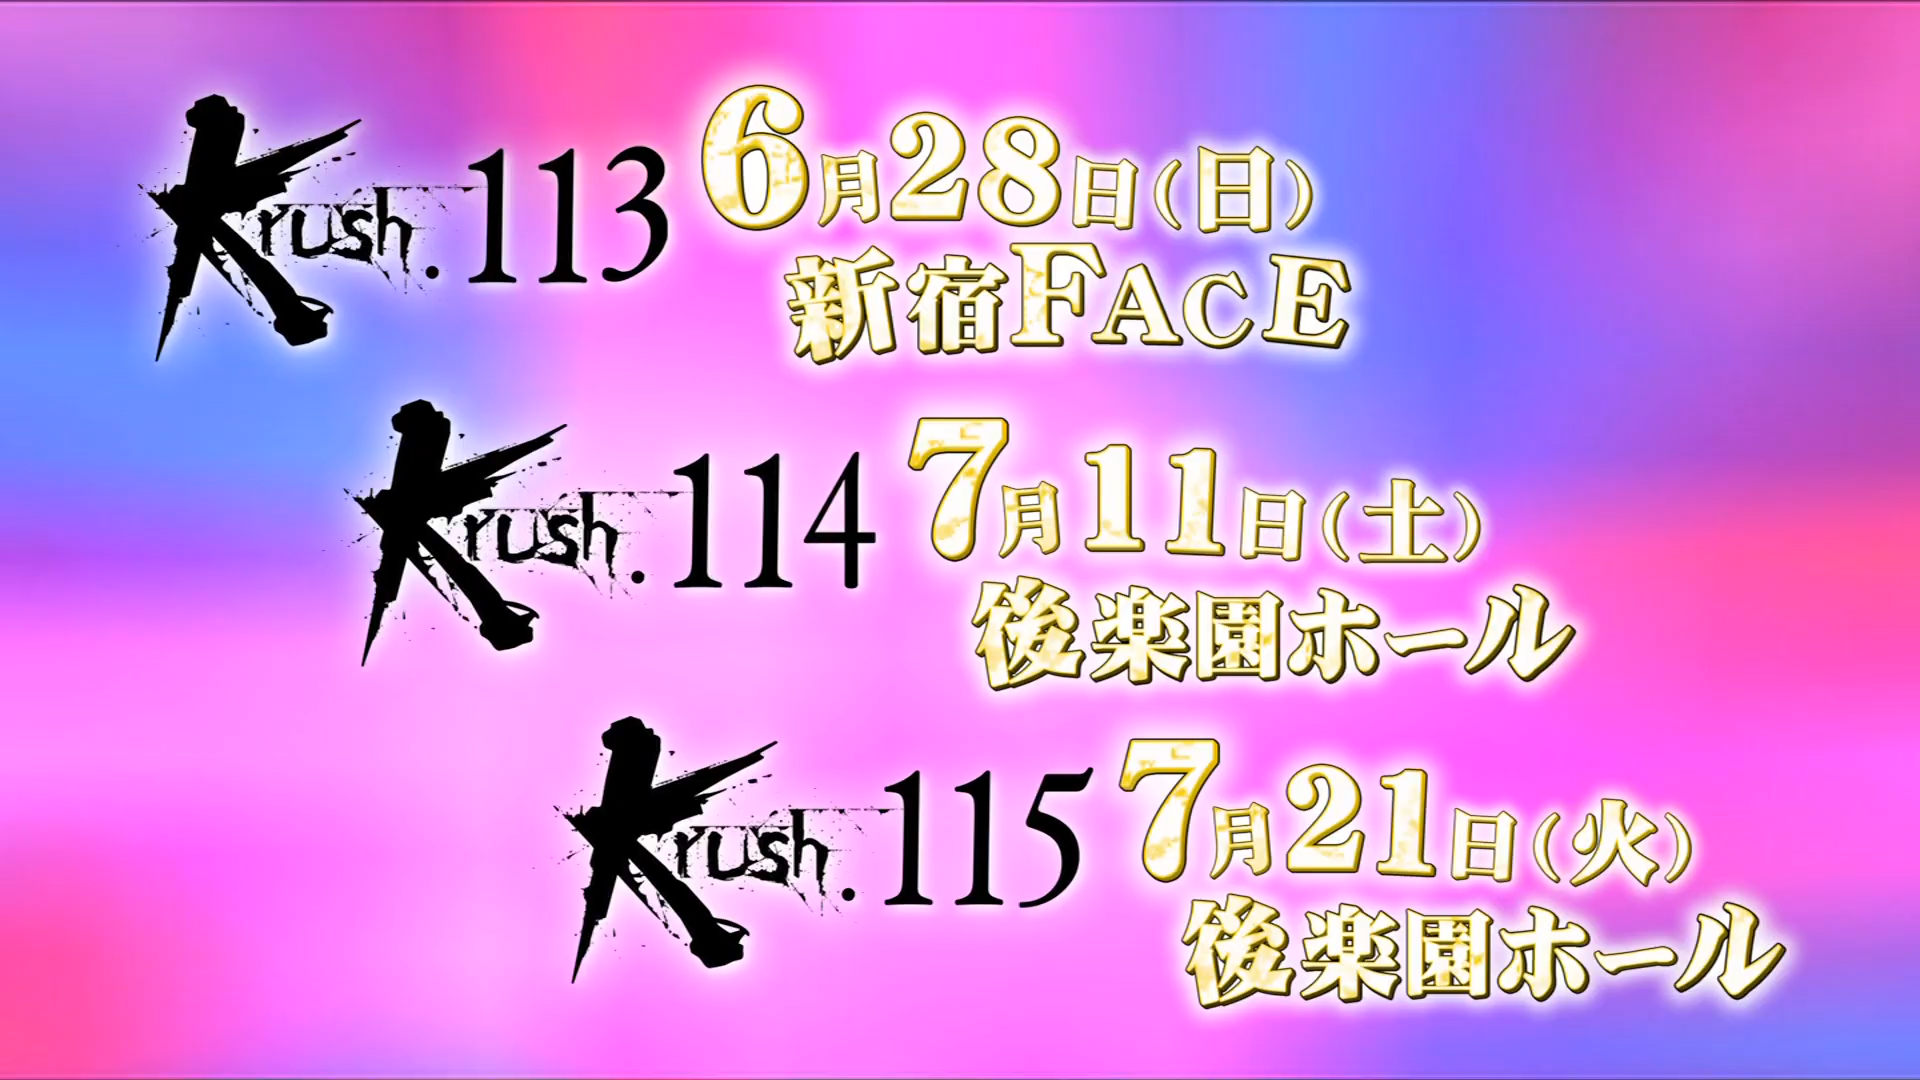 Krush.113 6月28日(日)
新宿FACE
Krush.114 7月11日(土)
後楽園ホール
Krush.115 7月21日(火)
後楽園ホール